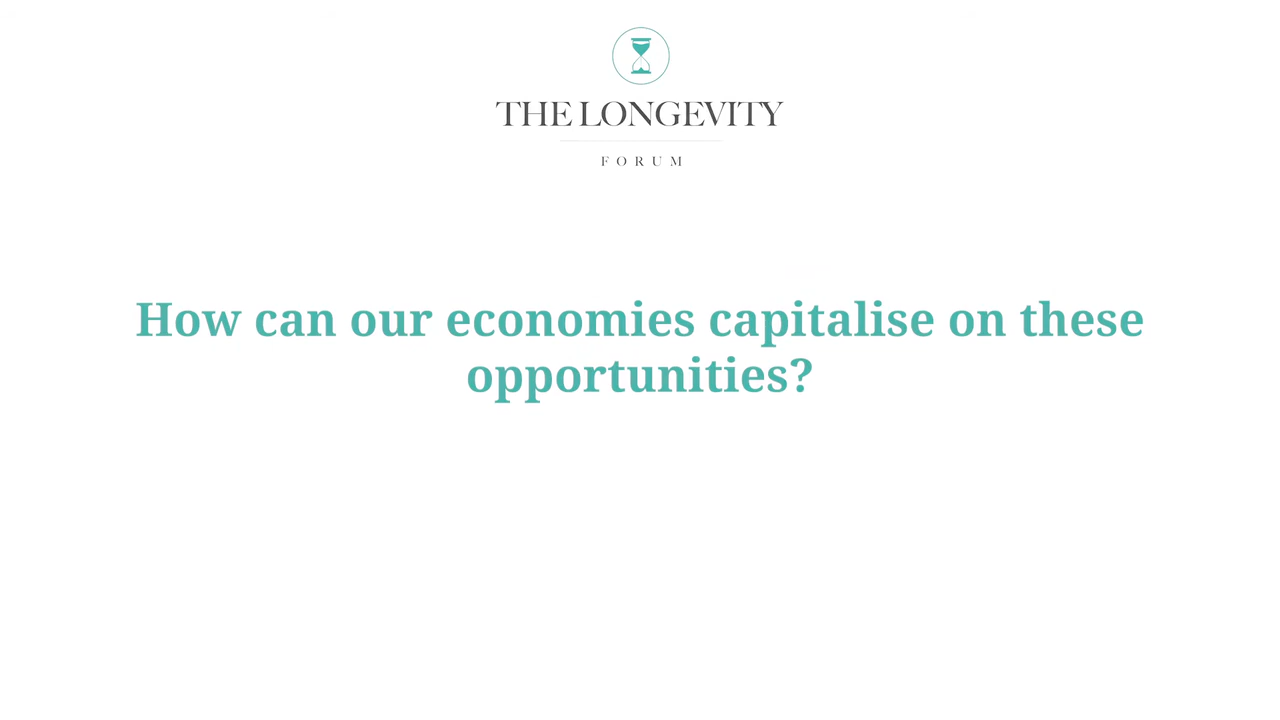 THE LONGEVITY
FORUM
How can our economies capitalise on these
opportunities?